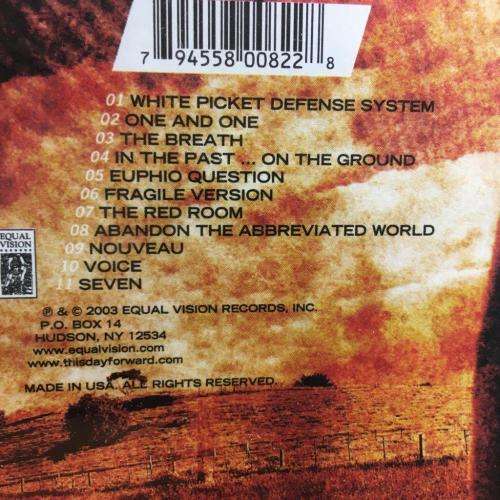 7 94558 00822 8
01 WHITE PICKET DEFENSE SYSTEM
02 ONE AND ONE
03 THE BREATH
04 IN THE PAST ... ON THE GROUND
05 EUPHIO QUESTION
06 FRAGILE VERSION
07 THE RED ROOM
08 ABANDON THE ABBREVIATED WORLD
09 NOUVEAU
10 VOICE
11 SEVEN
EQUAL
VISION
℗ & © 2003 EQUAL VISION RECORDS, INC.
P.O. BOX 14
HUDSON, NY 12534
www.equalvision.com
www.thisdayforward.com
MADE IN USA. ALL RIGHTS RESERVED.